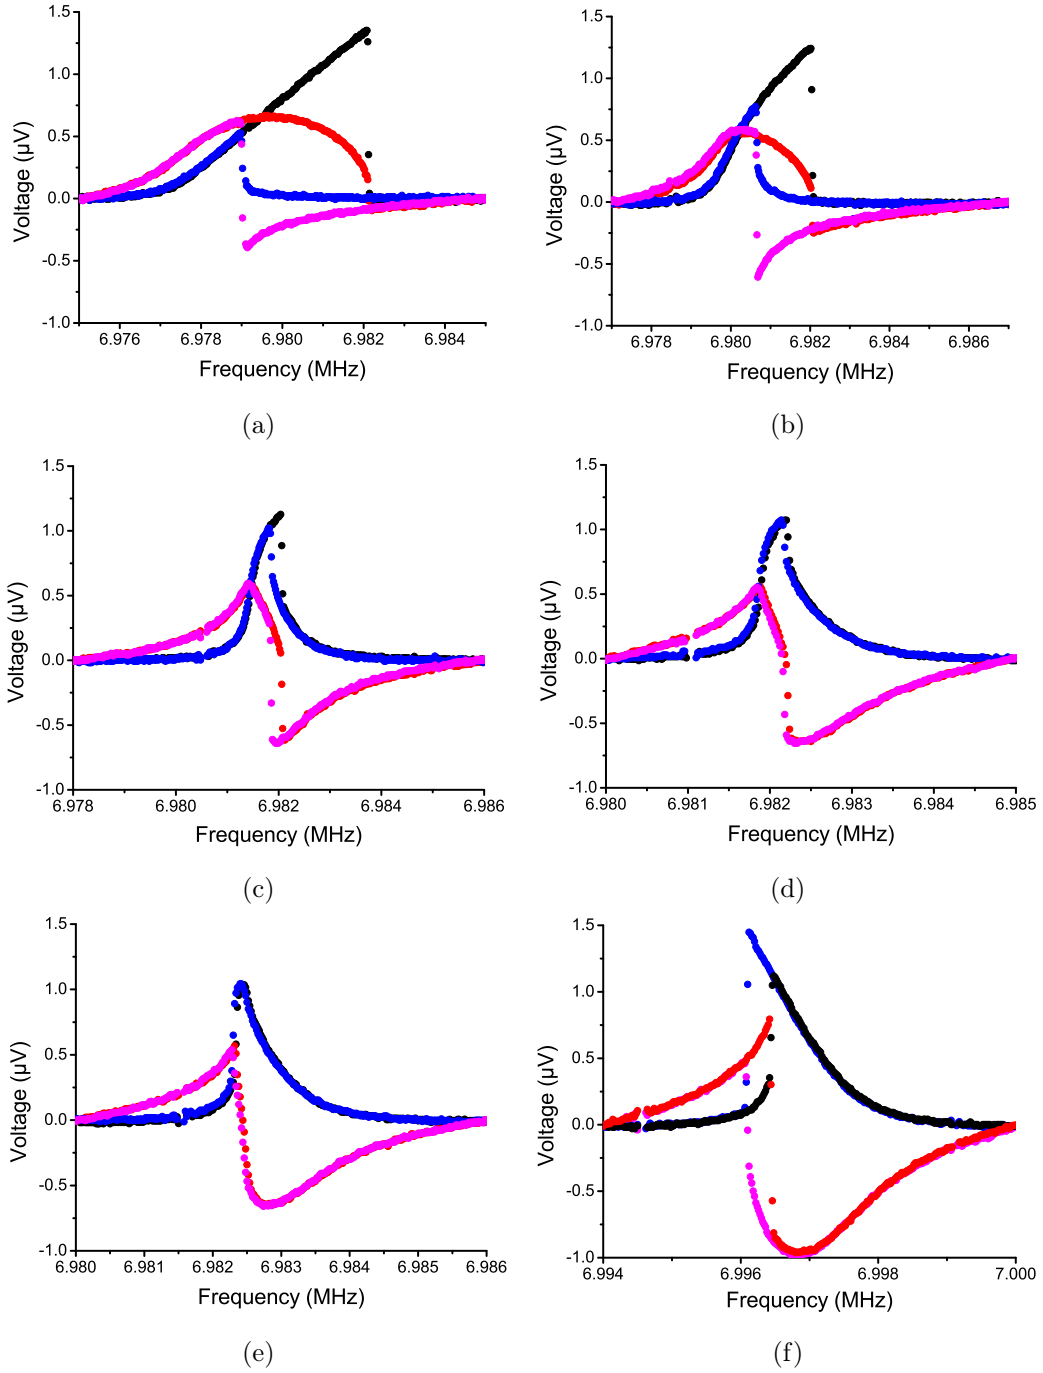 1.5
1.0
0.5
0.0
-0.5
-1.0
Voltage (µV)
6.976 6.978 6.980 6.982 6.984
Frequency (MHz)
(a)
1.5
1.0
0.5
0.0
-0.5
-1.0
Voltage (µV)
6.978 6.980 6.982 6.984 6.986
Frequency (MHz)
(b)
1.5
1.0
0.5
0.0
-0.5
-1.0
Voltage (µV)
6.978 6.980 6.982 6.984 6.986
Frequency (MHz)
(c)
1.5
1.0
0.5
0.0
-0.5
-1.0
Voltage (µV)
6.980 6.981 6.982 6.983 6.984 6.985
Frequency (MHz)
(d)
1.5
1.0
0.5
0.0
-0.5
-1.0
Voltage (µV)
6.980 6.981 6.982 6.983 6.984 6.985 6.986
Frequency (MHz)
(e)
1.5
1.0
0.5
0.0
-0.5
-1.0
Voltage (µV)
6.994 6.996 6.998 7.000
Frequency (MHz)
(f)